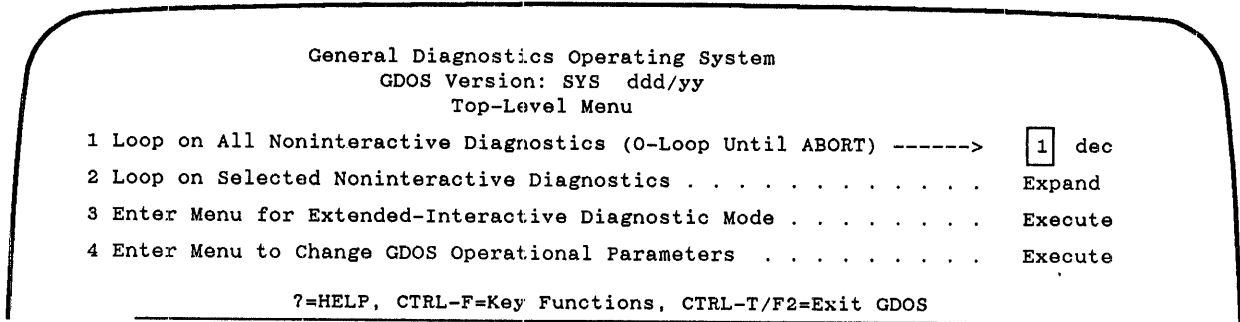 General Diagnostics Operating System
GDOS Version: SYS ddd/yy
Top-Level Menu
1 Loop on All Noninteractive Diagnostics (0-Loop Until ABORT) ------> 1 dec
2 Loop on Selected Noninteractive Diagnostics . . . . . . . . . . . . . Expand
3 Enter Menu for Extended-Interactive Diagnostic Mode . . . . . . . . Execute
4 Enter Menu to Change GDOS Operational Parameters . . . . . . . . . Execute
?=HELP, CTRL-F=Key Functions, CTRL-T/F2=Exit GDOS